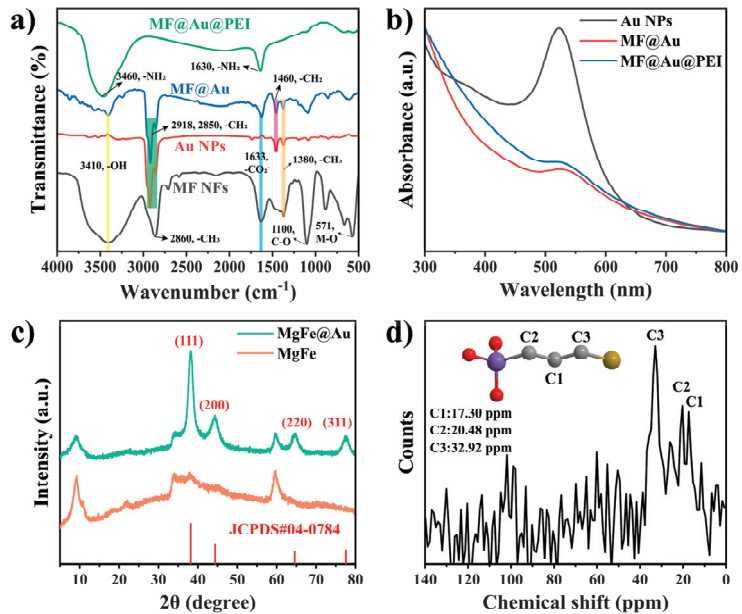 a)
MF@Au@PEI
3460, -NH₂
1630, -NH₂
MF@Au
1460, -CH₂
2918, 2850, -CH₂
Au NPs
3410, -OH
1633,
-CO₂⁻
1380, -CH₃
MF NFs
2860, -CH₃
1100,
C-O
571,
M-O
Transmittance (%)
4000 3500 3000 2500 2000 1500 1000 500
Wavenumber (cm⁻¹)
b)
Au NPs
MF@Au
MF@Au@PEI
Absorbance (a.u.)
300 400 500 600 700 800
Wavelength (nm)
c)
MgFe@Au
MgFe
(111)
(200)
(220)
(311)
JCPDS#04-0784
Intensity (a.u.)
10 20 30 40 50 60 70 80
2θ (degree)
d)
C2
C3
C1
C3
C2
C1
C1:17.30 ppm
C2:20.48 ppm
C3:32.92 ppm
Counts
140 120 100 80 60 40 20 0
Chemical shift (ppm)